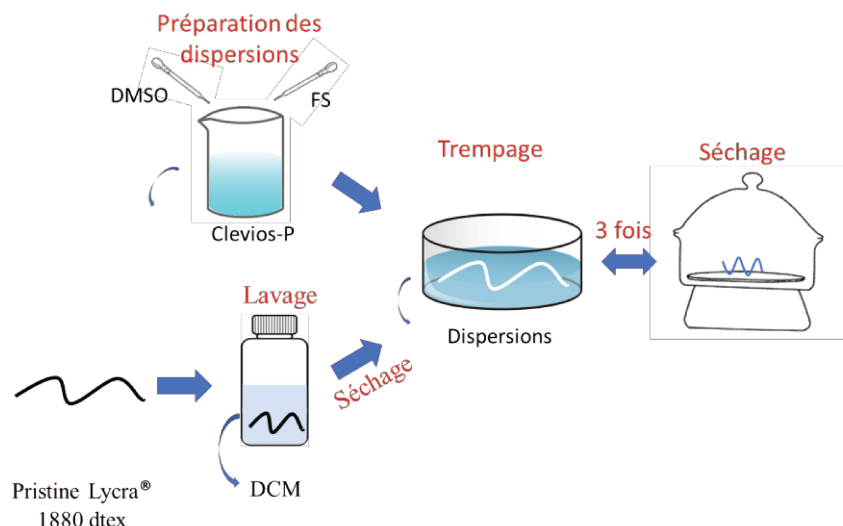 Préparation des
dispersions
DMSO
FS
Clevios-P
Trempage
Séchage
3 fois
Dispersions
Lavage
Séchage
DCM
Pristine Lycra®
1880 dtex